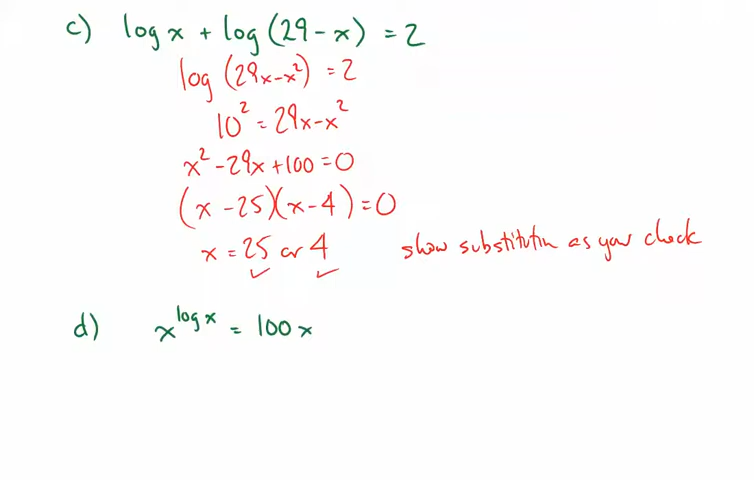 c) log x + log (29 - x) = 2
log (29x - x²) = 2
10² = 29x - x²
x² - 29x + 100 = 0
(x - 25)(x - 4) = 0
x = 25 or 4 show substitution as your check
✓ ✓
d) x^(log x) = 100x